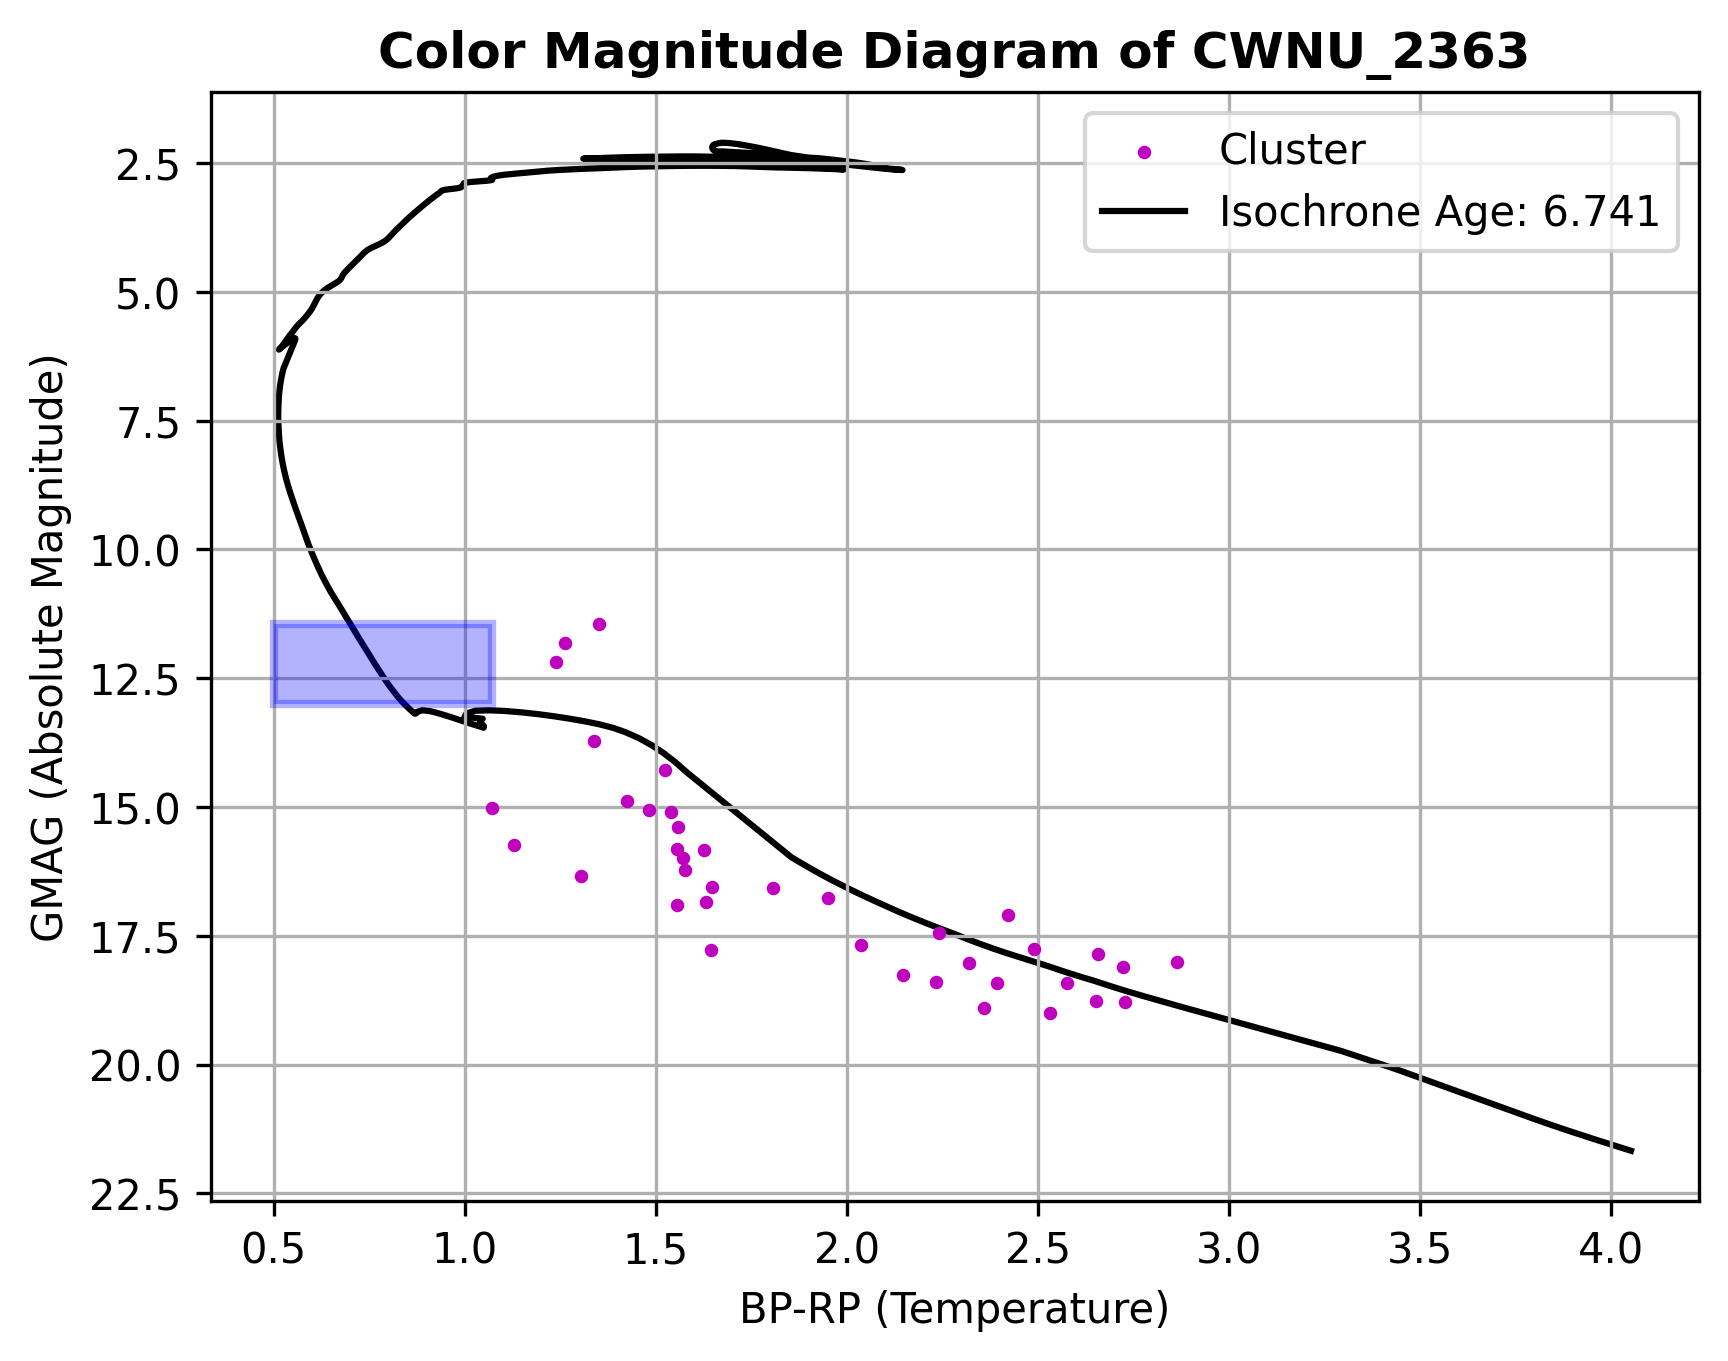 Color Magnitude Diagram of CWNU_2363
Cluster
Isochrone Age: 6.741
GMAG (Absolute Magnitude)
2.5
5.0
7.5
10.0
12.5
15.0
17.5
20.0
22.5
0.5 1.0 1.5 2.0 2.5 3.0 3.5 4.0
BP-RP (Temperature)